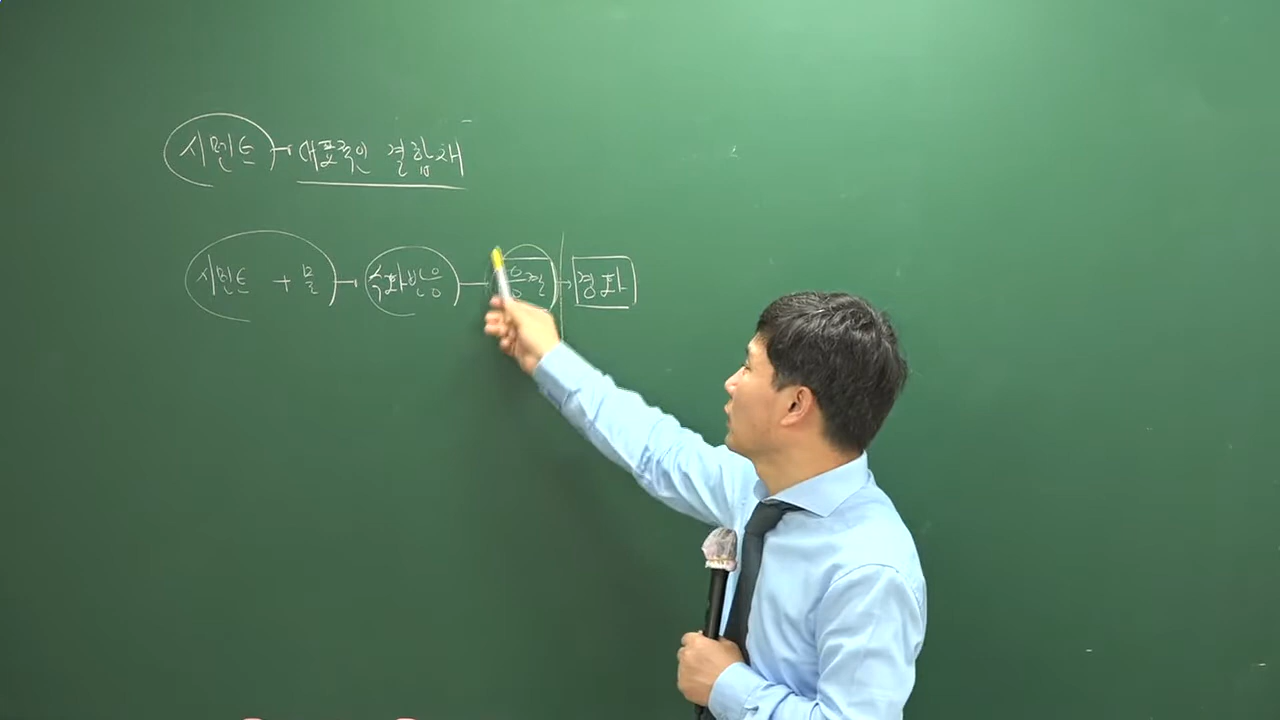 시멘트 → 대표적인 결합재
시멘트 + 물 → 수화반응 → 응결 → 경화